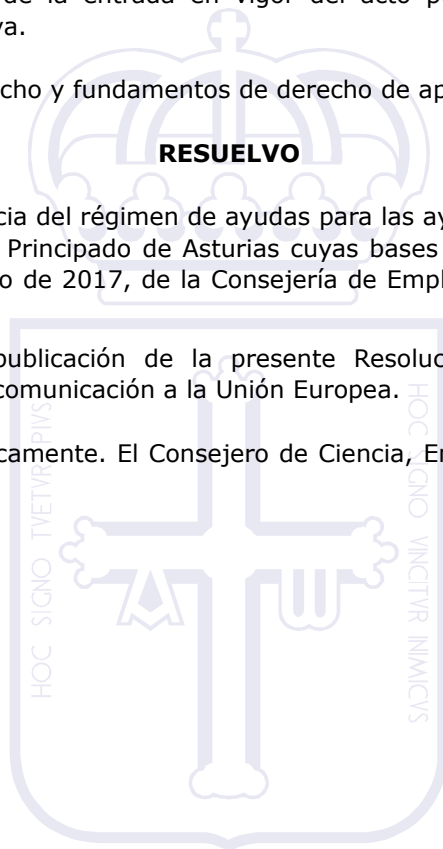 de la entrada en vigor del acto p
va.
cho y fundamentos de derecho de ap
RESUELVO
cia del régimen de ayudas para las ay
Principado de Asturias cuyas bases
o de 2017, de la Consejería de Empl
publicación de la presente Resoluc
comunicación a la Unión Europea.
camente. El Consejero de Ciencia, Em
HOC SIGNO TVETVR PIVS
HOC SIGNO VINCITVR INIMICVS